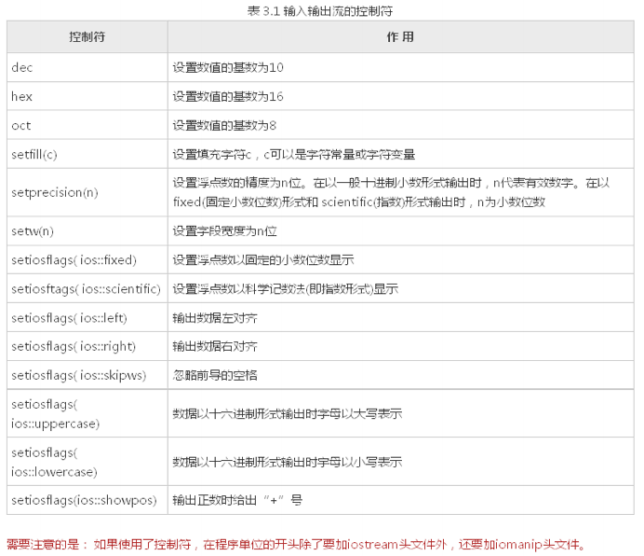 表 3.1 输入输出流的控制符
控制符 作 用
dec 设置数值的基数为10
hex 设置数值的基数为16
oct 设置数值的基数为8
setfill(c) 设置填充字符c，c可以是字符常量或字符变量
setprecision(n) 设置浮点数的精度为n位。在以一般十进制小数形式输出时，n代表有效数字。在以
fixed(固定小数位数)形式和 scientific(指数)形式输出时，n为小数位数
setw(n) 设置字段宽度为n位
setiosflags( ios::fixed) 设置浮点数以固定的小数位数显示
setiosftags( ios::scientific) 设置浮点数以科学记数法(即指数形式)显示
setiosflags( ios::left) 输出数据左对齐
setiosflags( ios::right) 输出数据右对齐
setiosflags( ios::skipws) 忽略前导的空格
setiosflags(
ios::uppercase) 数据以十六进制形式输出时字母以大写表示
setiosflags(
ios::lowercase) 数据以十六进制形式输出时字母以小写表示
setiosflags(ios::showpos) 输出正数时给出“+”号
需要注意的是： 如果使用了控制符，在程序单位的开头除了要加iostream头文件外，还要加iomanip头文件。